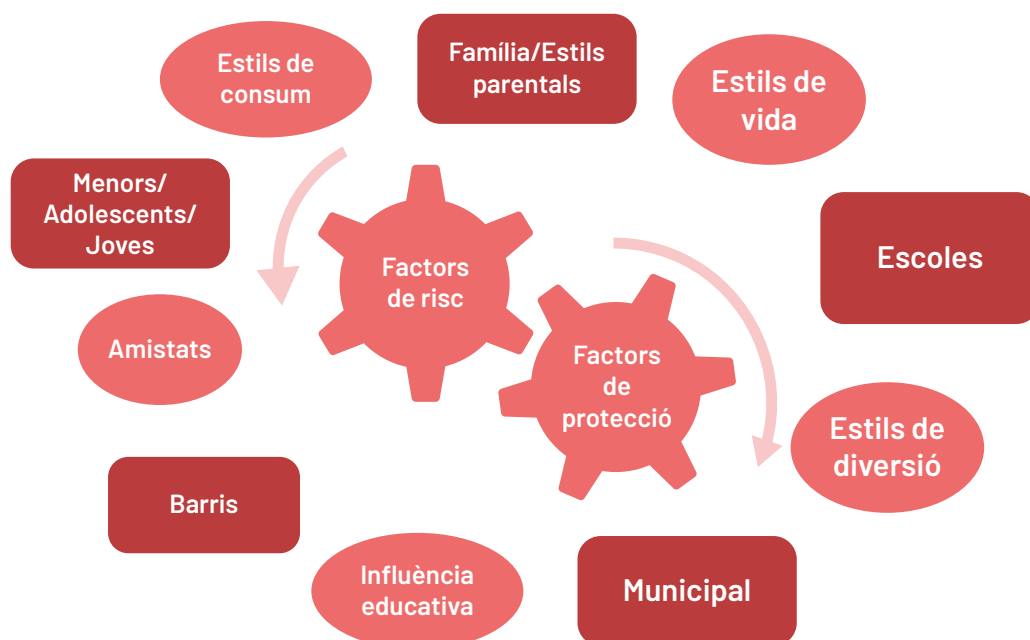 Estils de
consum
Família/Estils
parentals
Estils de
vida
Menors/
Adolescents/
Joves
Escoles
Factors
de risc
Amistats
Factors
de
protecció
Estils de
diversió
Barris
Influència
educativa
Municipal